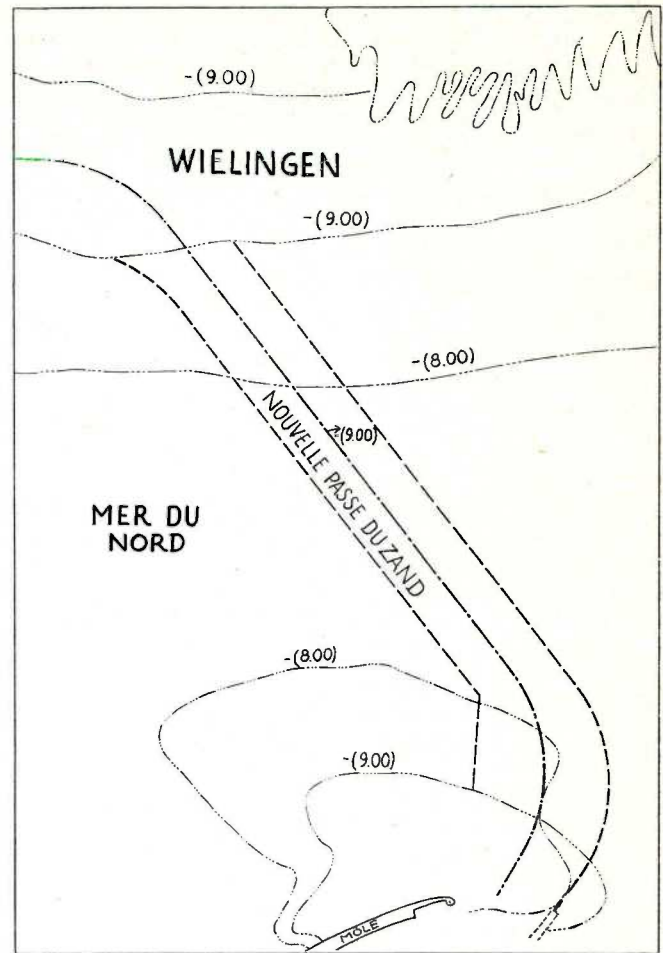 -(9.00)
WIELINGEN
-(9.00)
-(8.00)
NOUVELLE PASSE DU ZAND
-(9.00)
MER DU
NORD
-(8.00)
-(9.00)
MÔLE